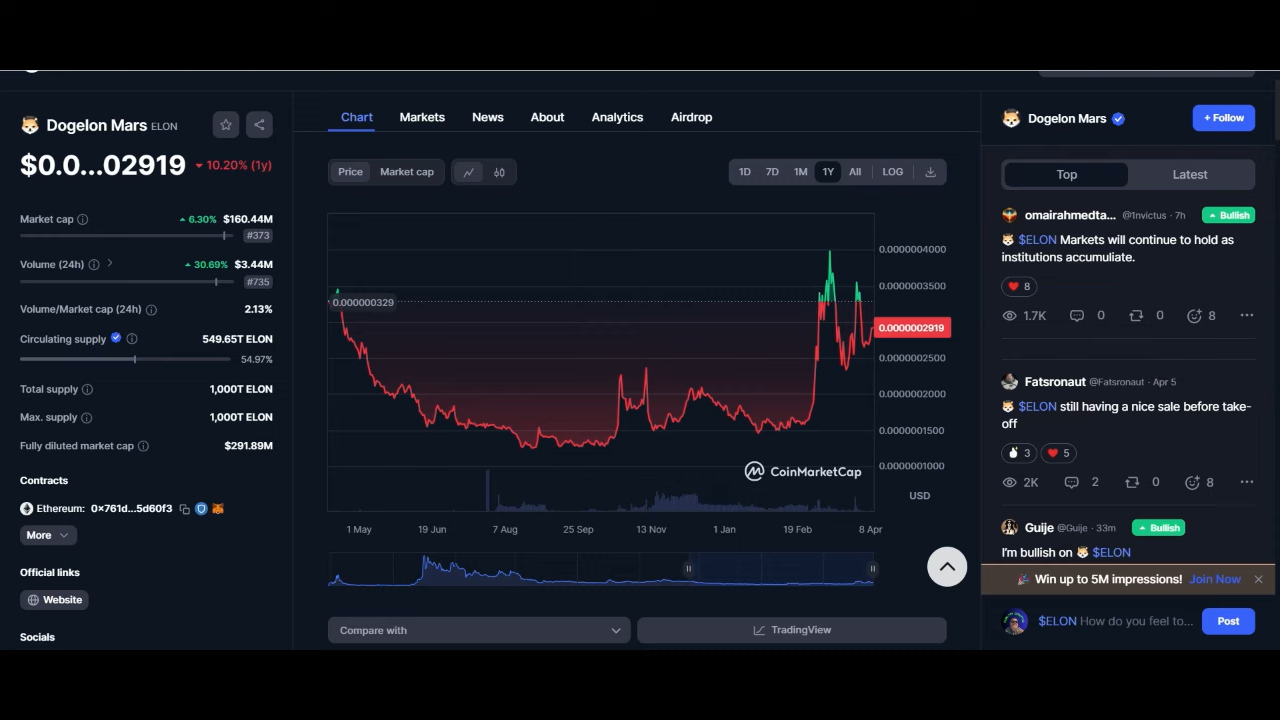 Dogelon Mars ELON
$0.0...02919 10.20% (1y)
Market cap 6.30% $160.44M
#373
Volume (24h) 30.69% $3.44M
#735
Volume/Market cap (24h) 2.13%
Circulating supply 549.65T ELON
54.97%
Total supply 1,000T ELON
Max. supply 1,000T ELON
Fully diluted market cap $291.89M
Contracts
Ethereum: 0x761d...5d60f3
More
Official links
Website
Socials
Chart Markets News About Analytics Airdrop
Price Market cap 1D 7D 1M 1Y All LOG
0.0000004000
0.0000003500
0.000000329
0.0000002919
0.0000002500
0.0000002000
0.0000001500
0.0000001000
CoinMarketCap
USD
1 May 19 Jun 7 Aug 25 Sep 13 Nov 1 Jan 19 Feb 8 Apr
Compare with TradingView
Dogelon Mars + Follow
Top Latest
omairahmedta... @1nvictus · 7h Bullish
$ELON Markets will continue to hold as
institutions accumuliate.
8
1.7K 0 0 8
Fatsronaut @Fatsronaut · Apr 5
$ELON still having a nice sale before take-
off
3 5
2K 2 0 8
Guije @Guije · 33m Bullish
I'm bullish on $ELON
Win up to 5M impressions! Join Now
$ELON How do you feel to... Post